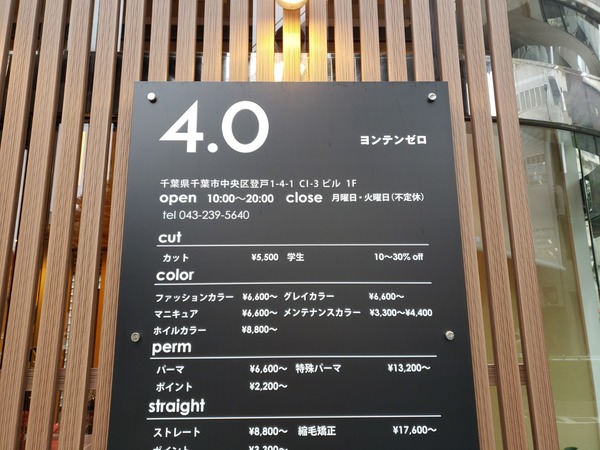 4.0 ヨンテンゼロ
千葉県千葉市中央区登戸1-4-1 CI-3 ビル 1F
open 10:00〜20:00 close 月曜日・火曜日(不定休)
tel 043-239-5640
cut
カット ¥5,500 学生 10〜30% off
color
ファッションカラー ¥6,600〜 グレイカラー ¥6,600〜
マニキュア ¥6,600〜 メンテナンスカラー ¥3,300〜¥4,400
ホイルカラー ¥8,800〜
perm
パーマ ¥6,600〜 特殊パーマ ¥13,200〜
ポイント ¥2,200〜
straight
ストレート ¥8,800〜 縮毛矯正 ¥17,600〜
ポイント ¥3,300〜